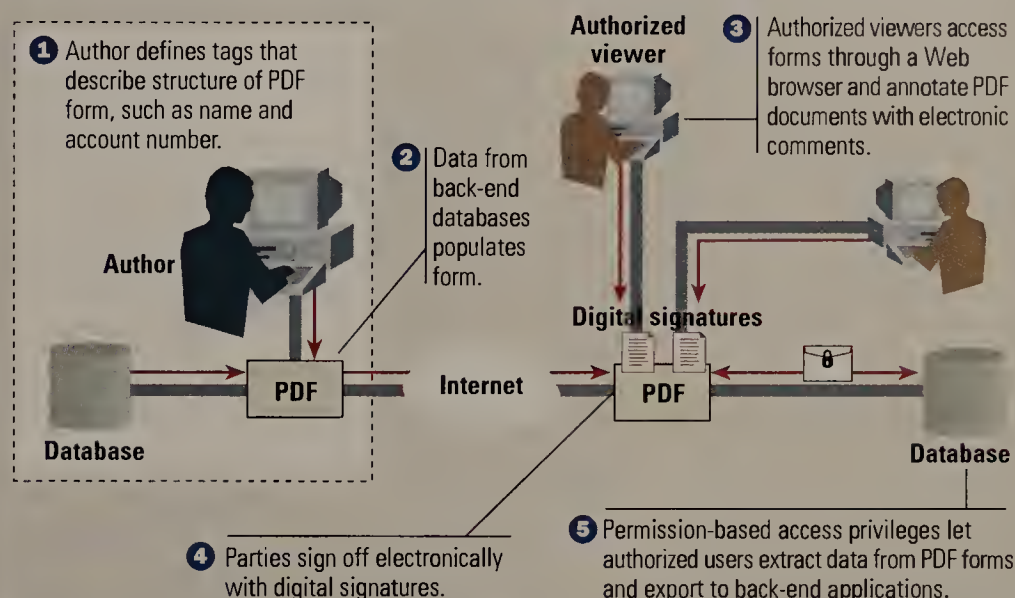 1 Author defines tags that
describe structure of PDF
form, such as name and
account number.
Author
Database
PDF
2 Data from
back-end
databases
populates
form.
Internet
Authorized
viewer
3 Authorized viewers access
forms through a Web
browser and annotate PDF
documents with electronic
comments.
Digital signatures
PDF
Database
4 Parties sign off electronically
with digital signatures.
5 Permission-based access privileges let
authorized users extract data from PDF forms
and export to back-end applications.